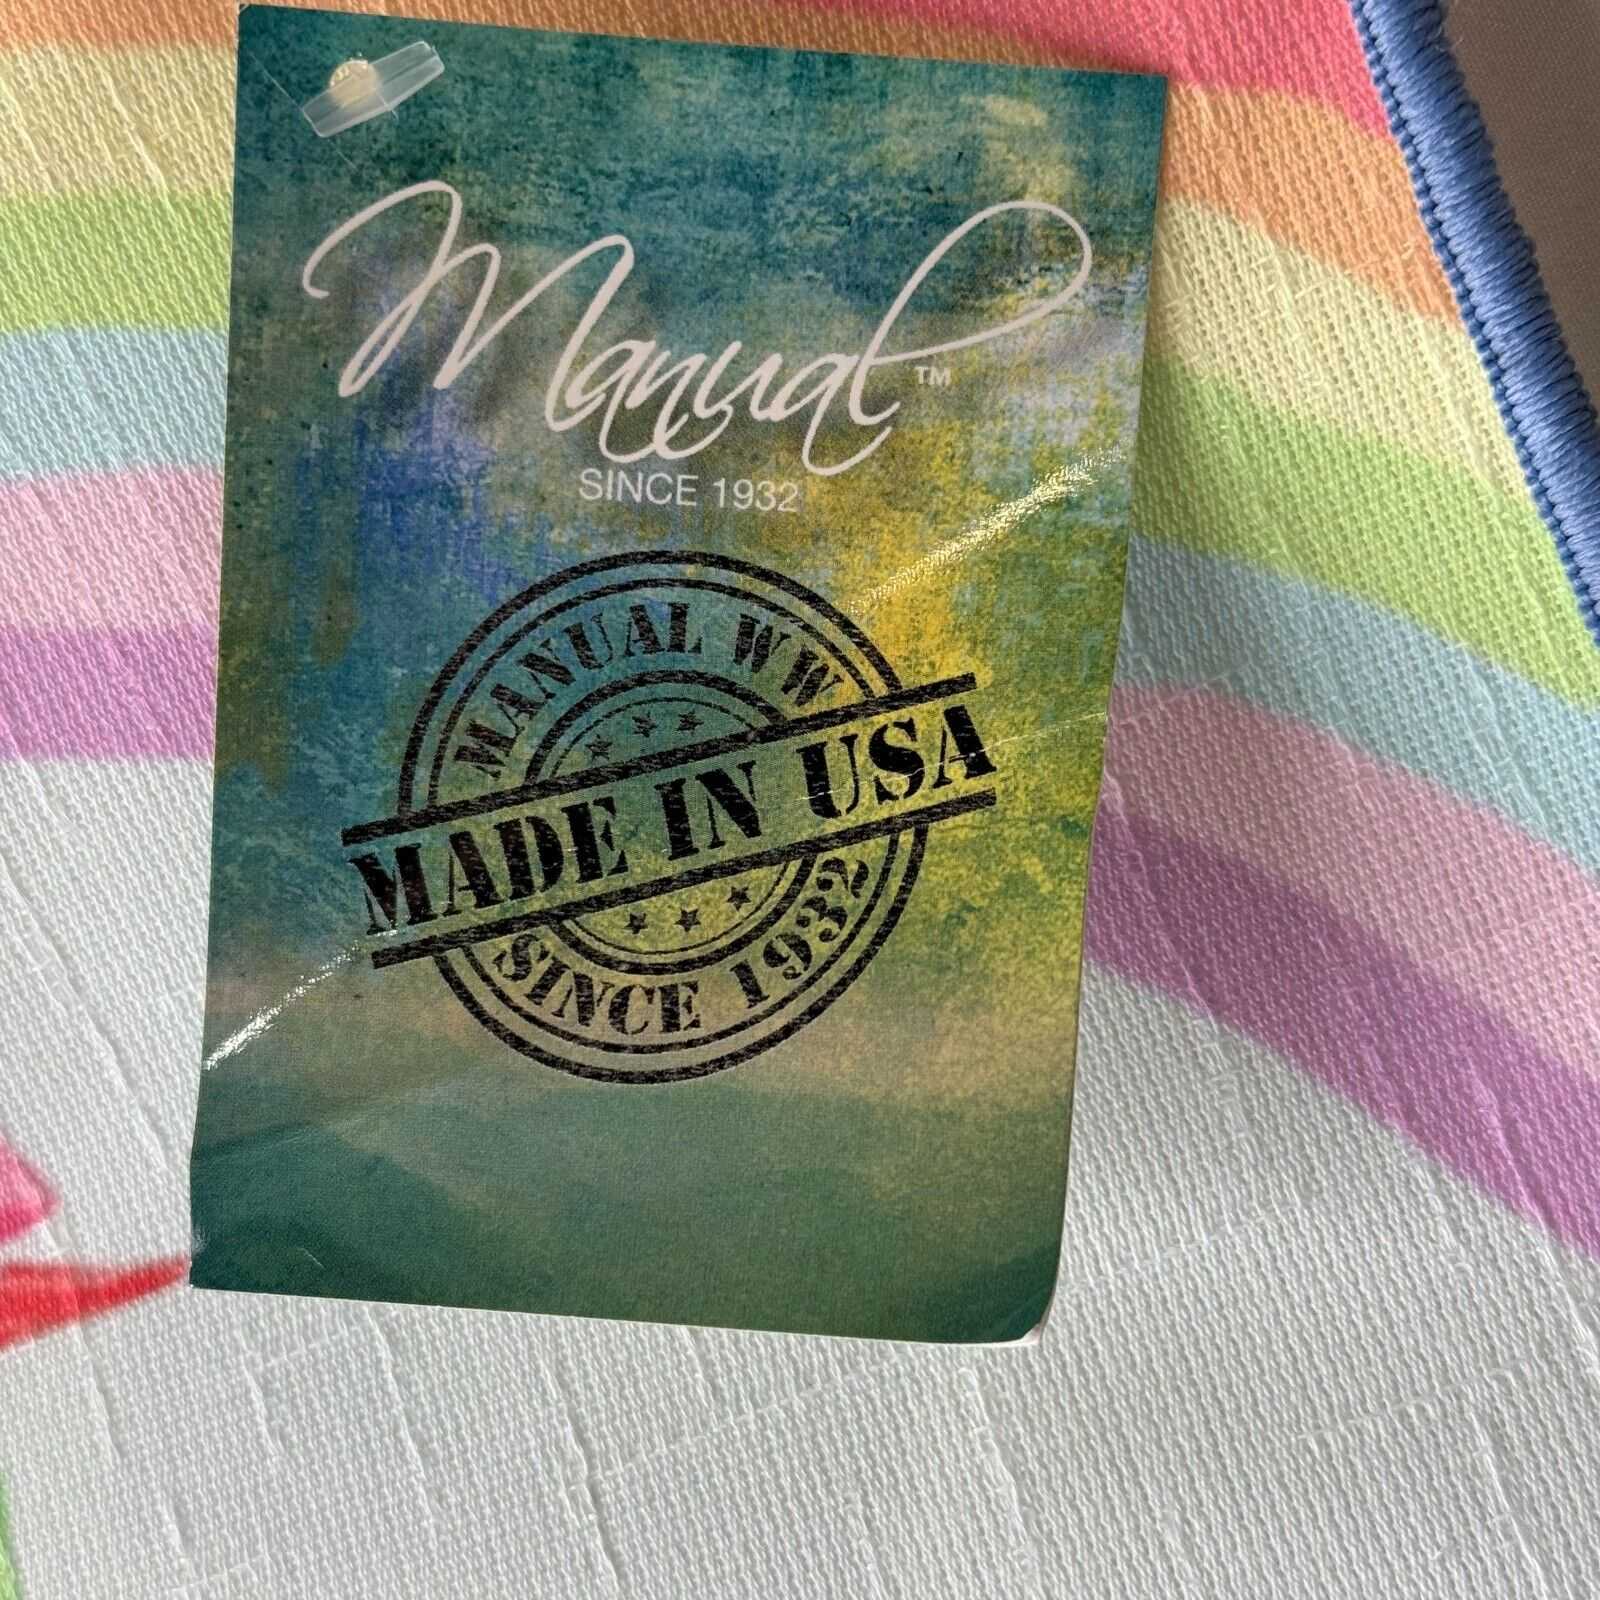 Manual™
SINCE 1932
MANUAL WW
MADE IN USA
SINCE 1932